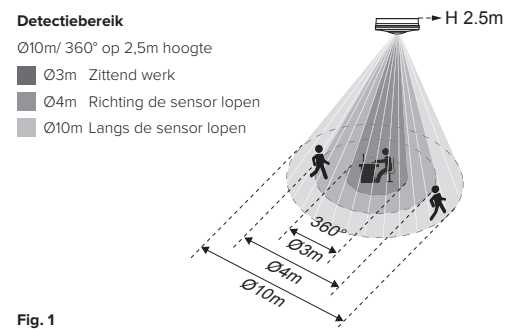 Detectiebereik
Ø10m/ 360° op 2,5m hoogte
Ø3m Zittend werk
Ø4m Richting de sensor lopen
Ø10m Langs de sensor lopen
H 2.5m
360°
Ø3m
Ø4m
Ø10m
Fig. 1